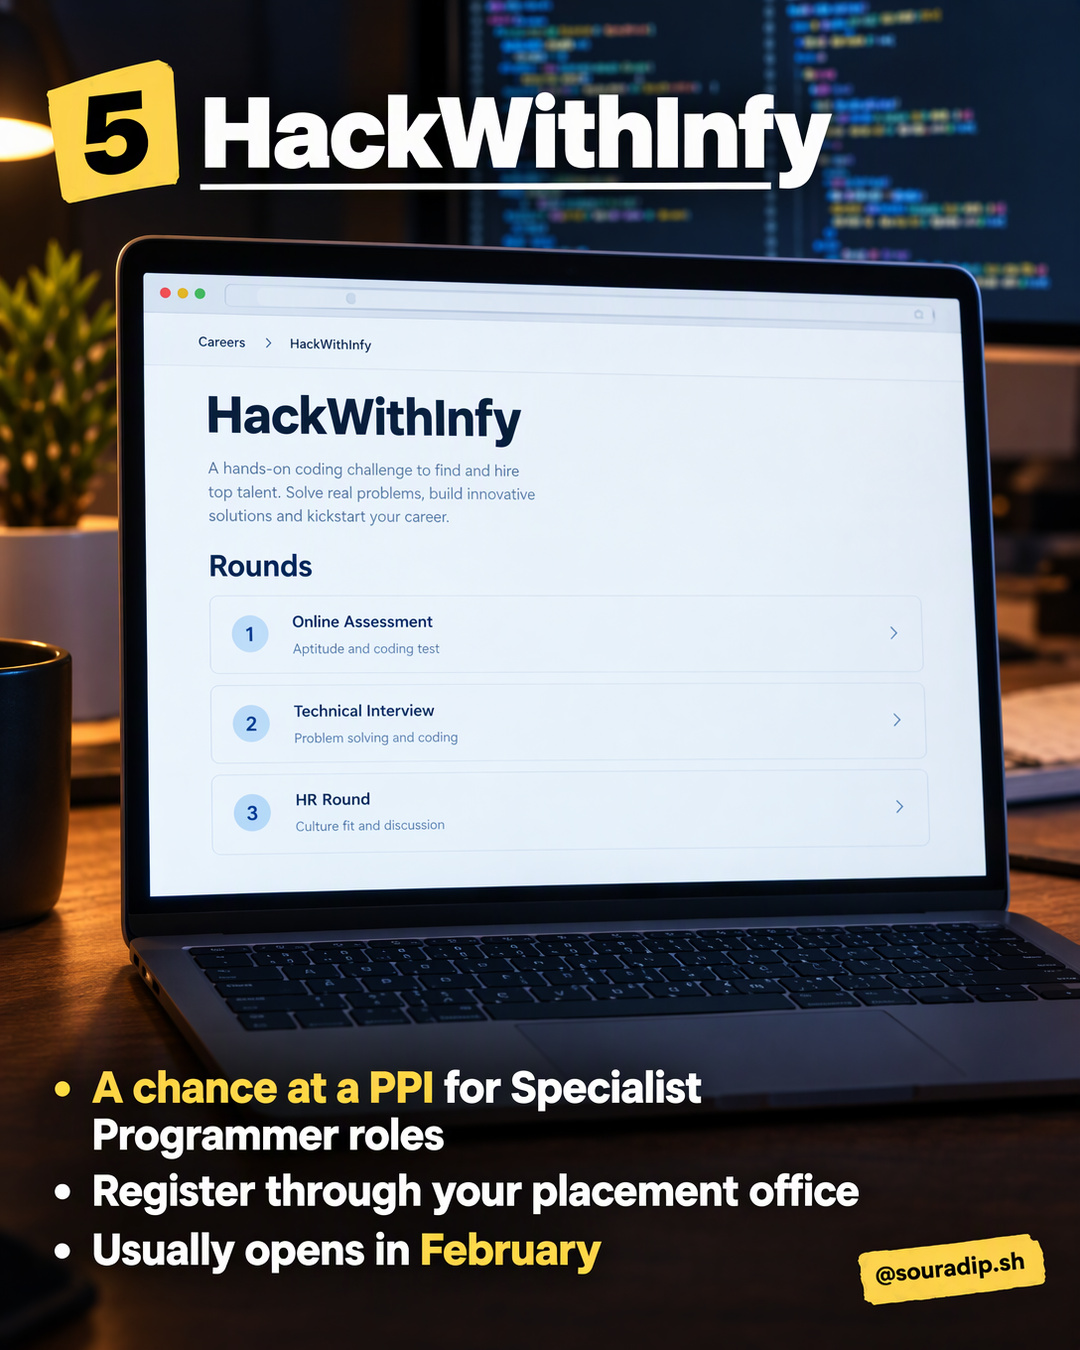 5 HackWithInfy
Careers > HackWithInfy
HackWithInfy
A hands-on coding challenge to find and hire
top talent. Solve real problems, build innovative
solutions and kickstart your career.
Rounds
1 Online Assessment
Aptitude and coding test
2 Technical Interview
Problem solving and coding
3 HR Round
Culture fit and discussion
• A chance at a PPI for Specialist
Programmer roles
• Register through your placement office
• Usually opens in February
@souradip.sh